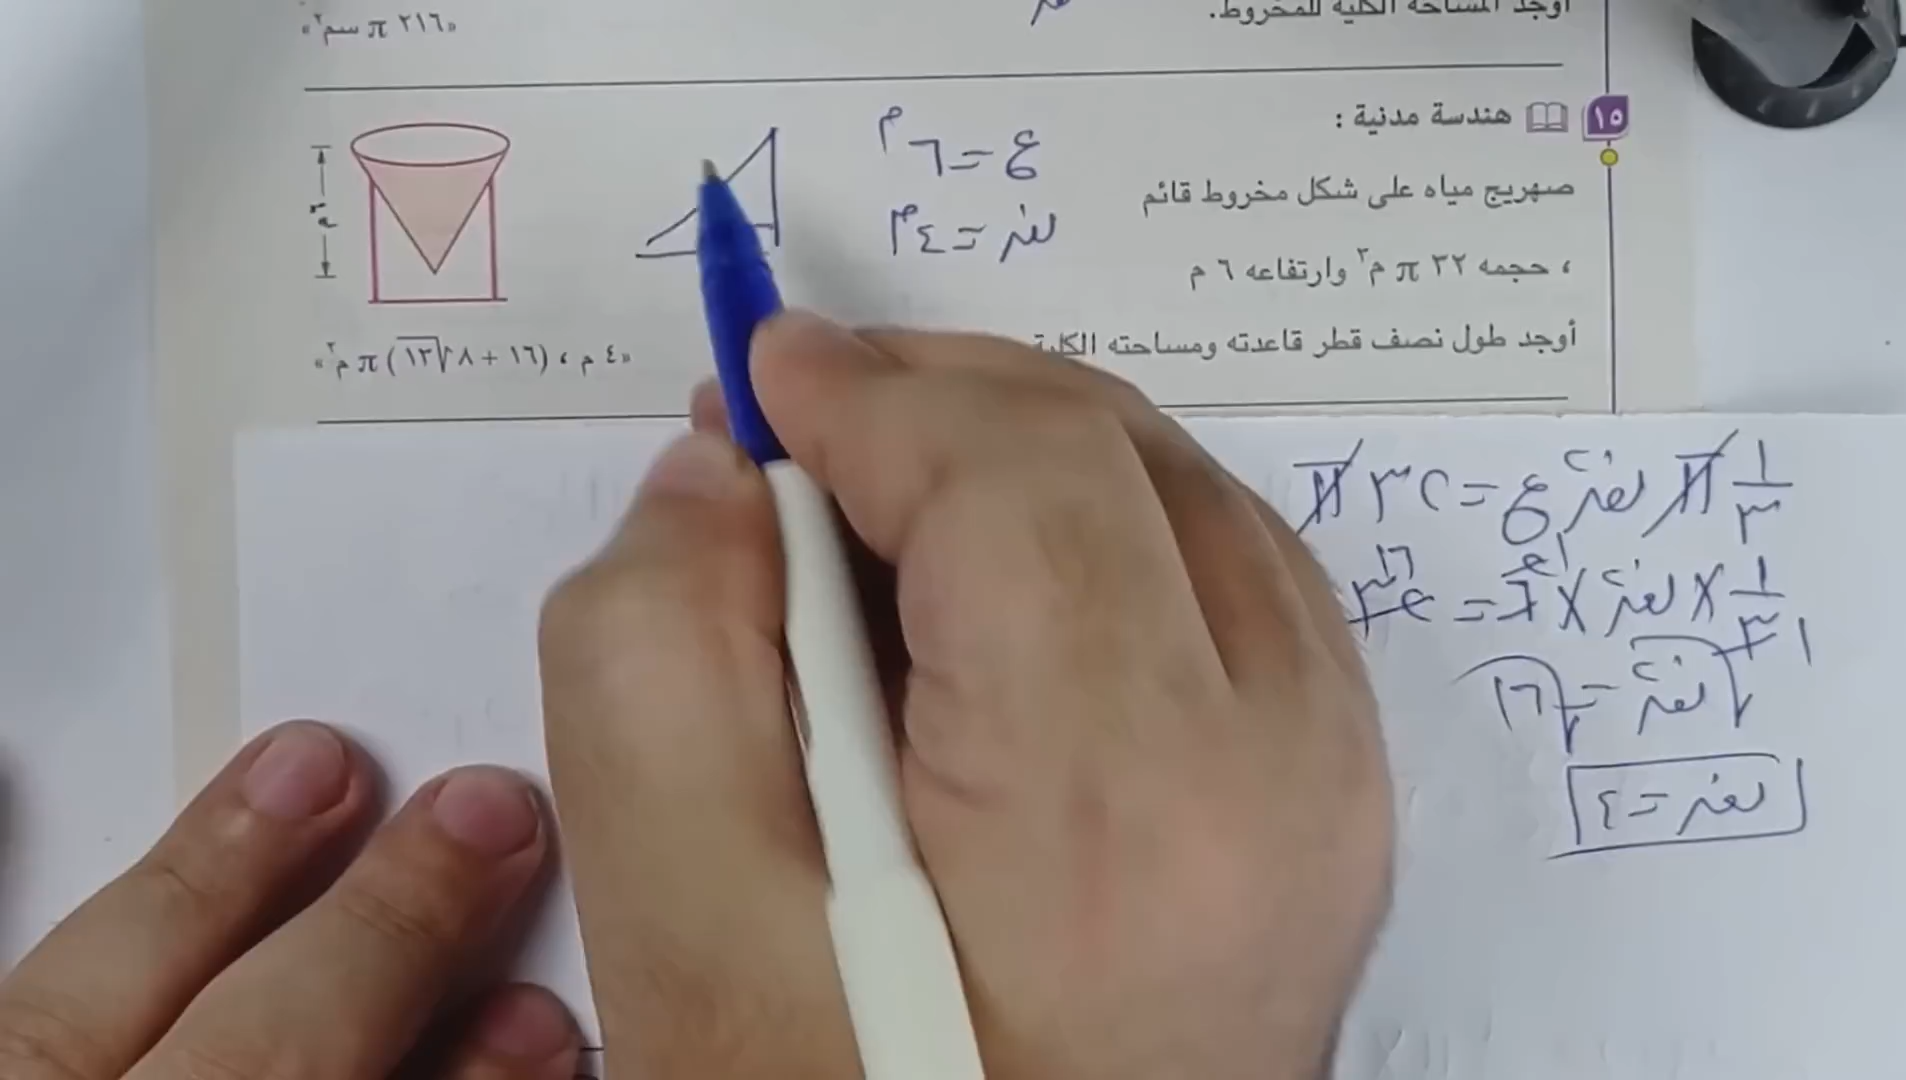 أوجد المساحة الكلية للمخروط.
«٢١٦ π سم٢»
١٥ هندسة مدنية :
صهريج مياه على شكل مخروط قائم
، حجمه ٣٢ π م٣ وارتفاعه ٦ م
أوجد طول نصف قطر قاعدته ومساحته الكلية
«٤ م ، (١٦ + ٨√١٣) π م٢»
ع = ٦ م
نق = ٤ م
١/٣ π نق٢ ع = ٣٢ π
١/٣ × نق٢ × ٦ = ٣٢
نق٢ = ١٦
نق = ٤